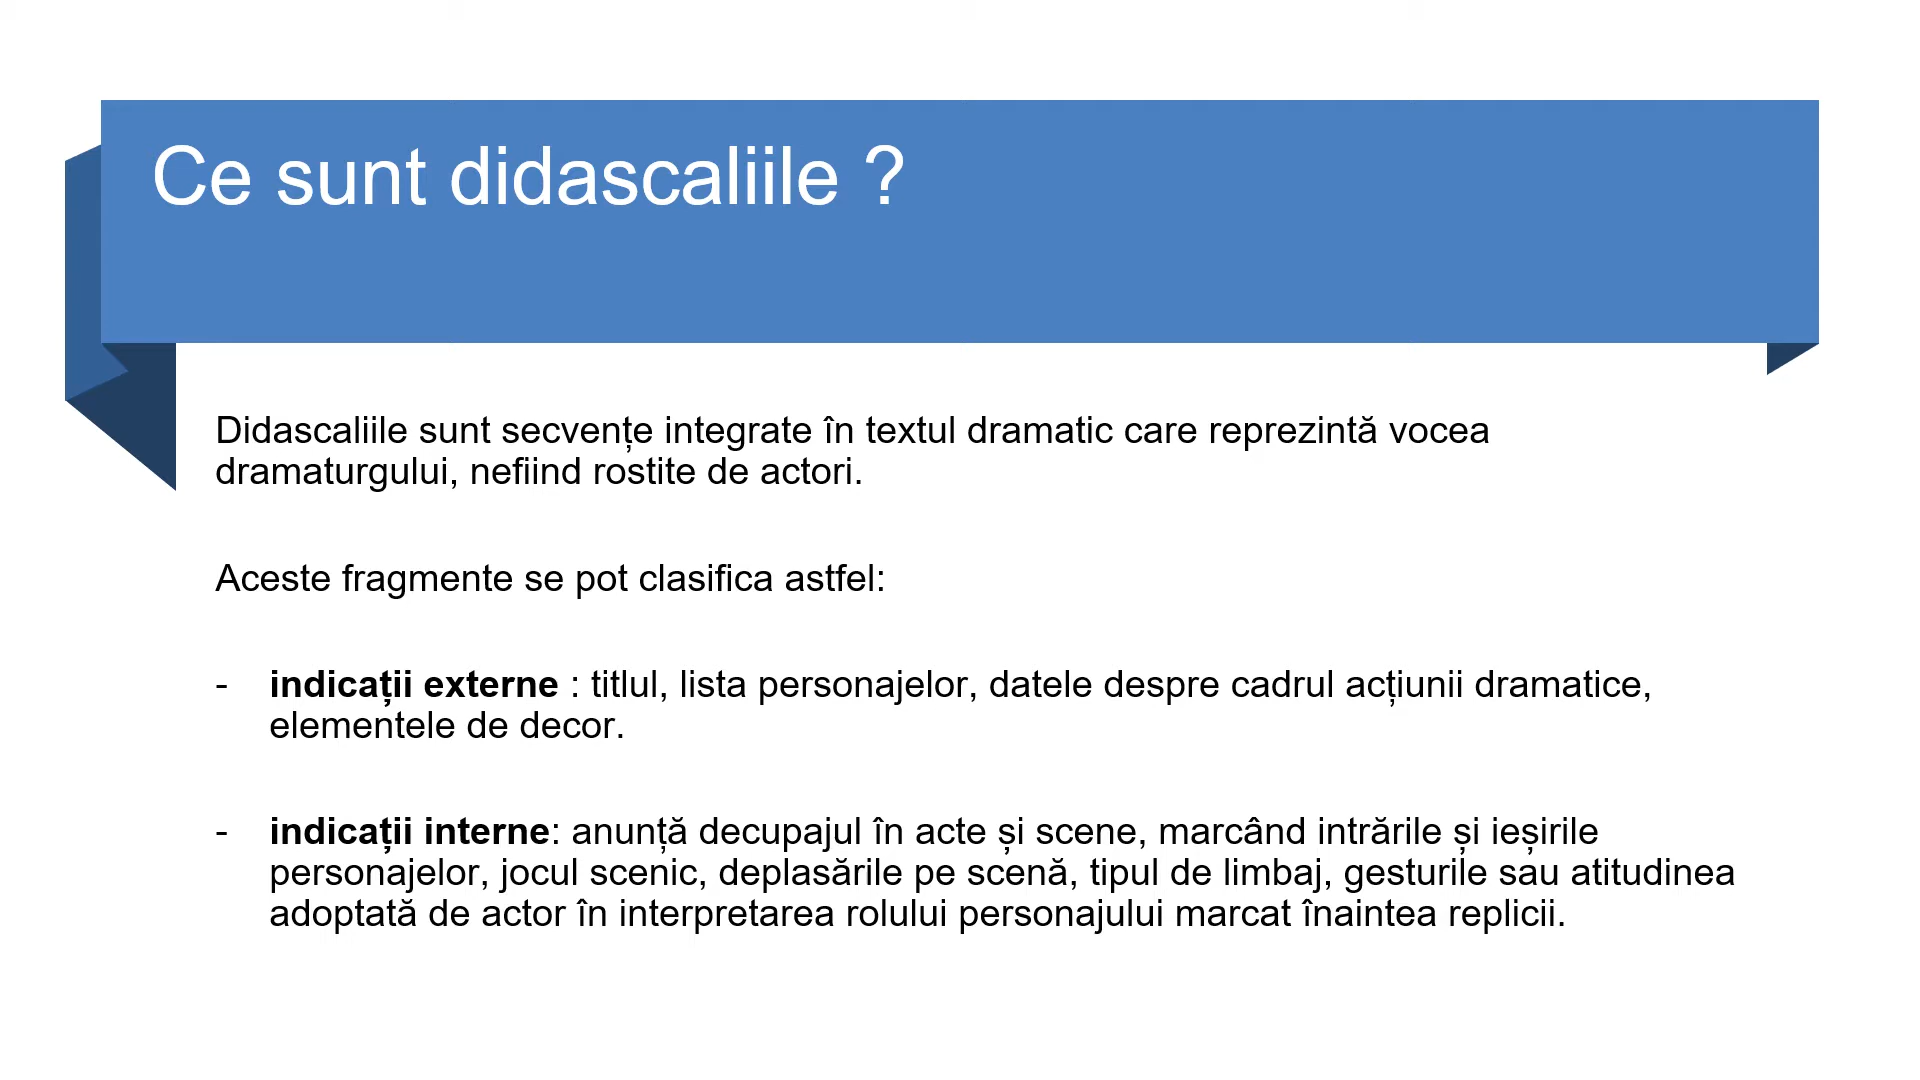 Ce sunt didascaliile ?
Didascaliile sunt secvențe integrate în textul dramatic care reprezintă vocea
dramaturgului, nefiind rostite de actori.
Aceste fragmente se pot clasifica astfel:
- indicații externe : titlul, lista personajelor, datele despre cadrul acțiunii dramatice,
elementele de decor.
- indicații interne: anunță decupajul în acte și scene, marcând intrările și ieșirile
personajelor, jocul scenic, deplasările pe scenă, tipul de limbaj, gesturile sau atitudinea
adoptată de actor în interpretarea rolului personajului marcat înaintea replicii.